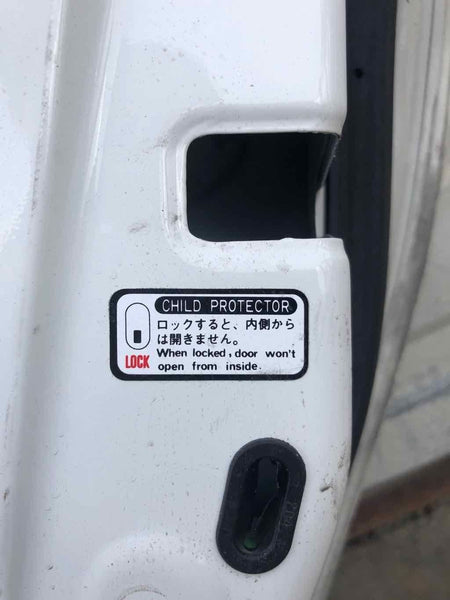 CHILD PROTECTOR
ロックすると、内側から
は開きません。
LOCK
When locked, door won't
open from inside.